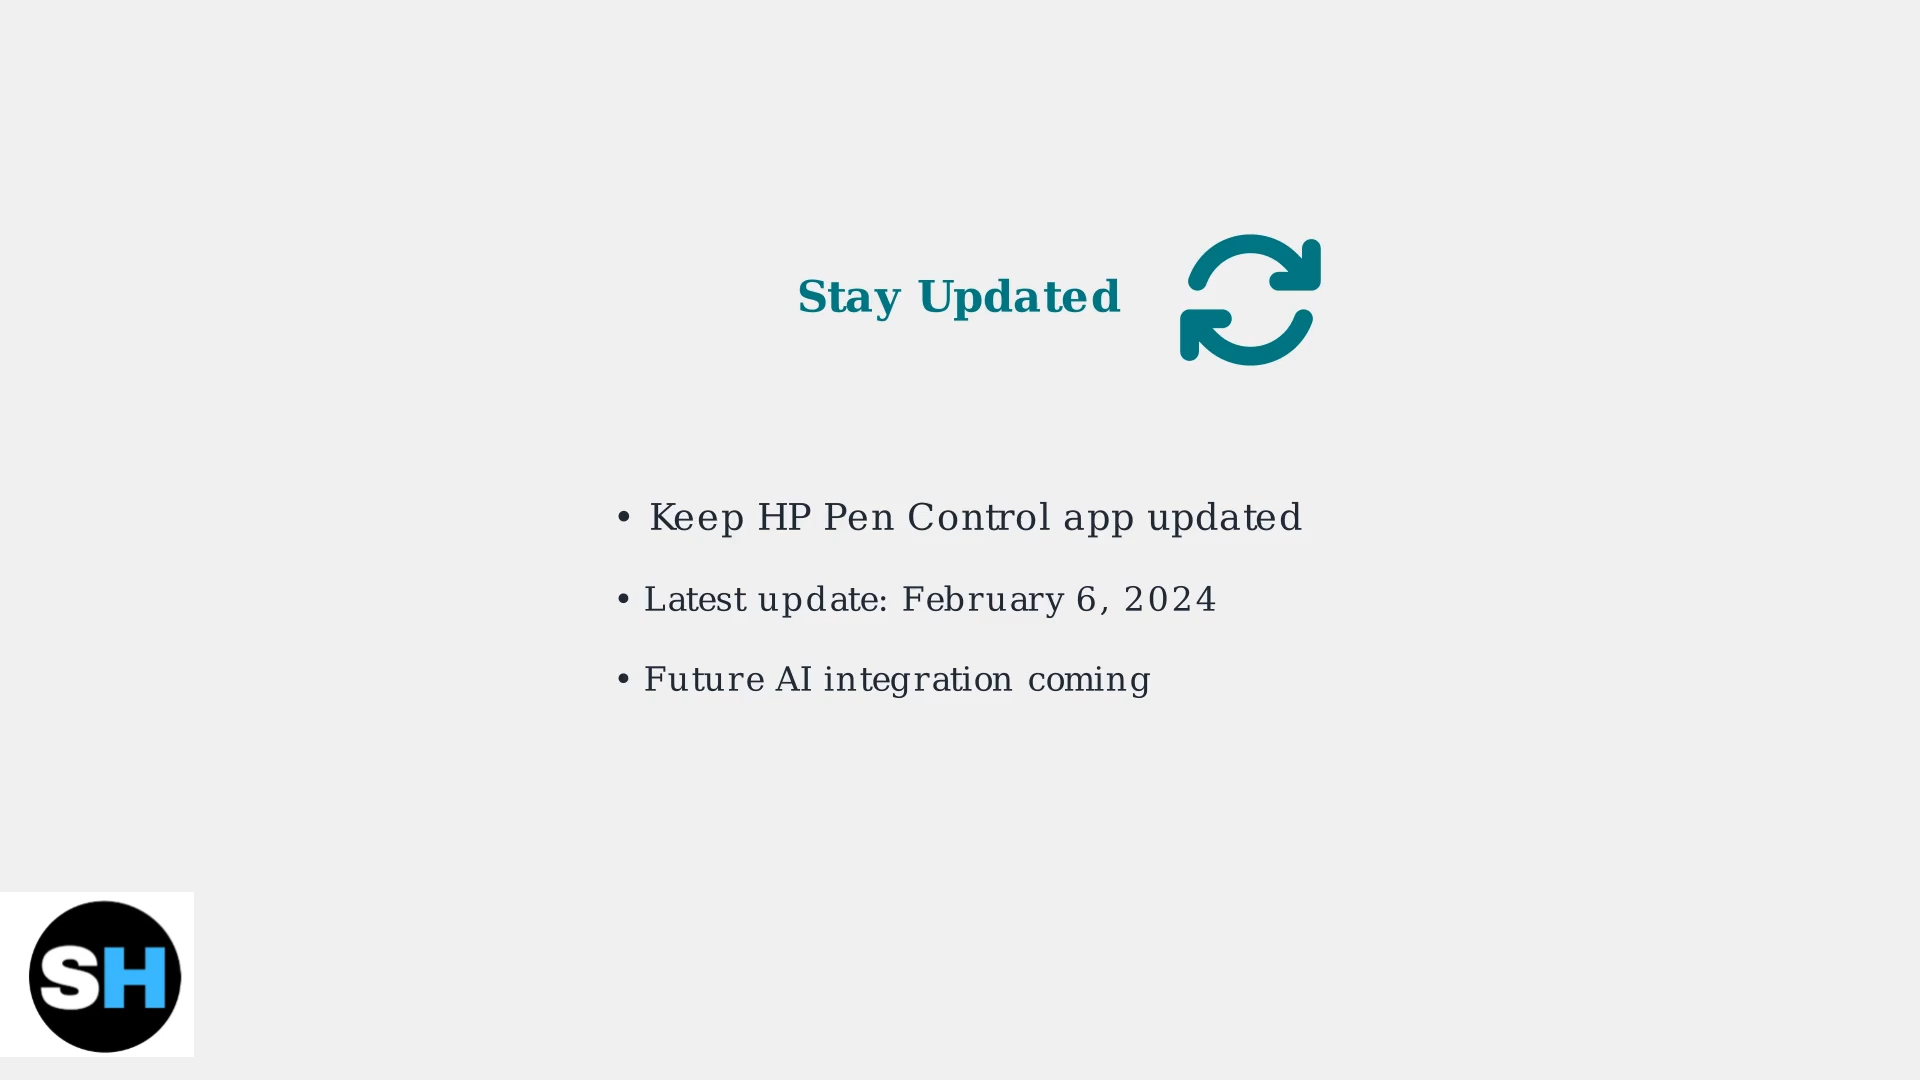 Stay Updated
• Keep HP Pen Control app updated
• Latest update: February 6, 2024
• Future AI integration coming
SH